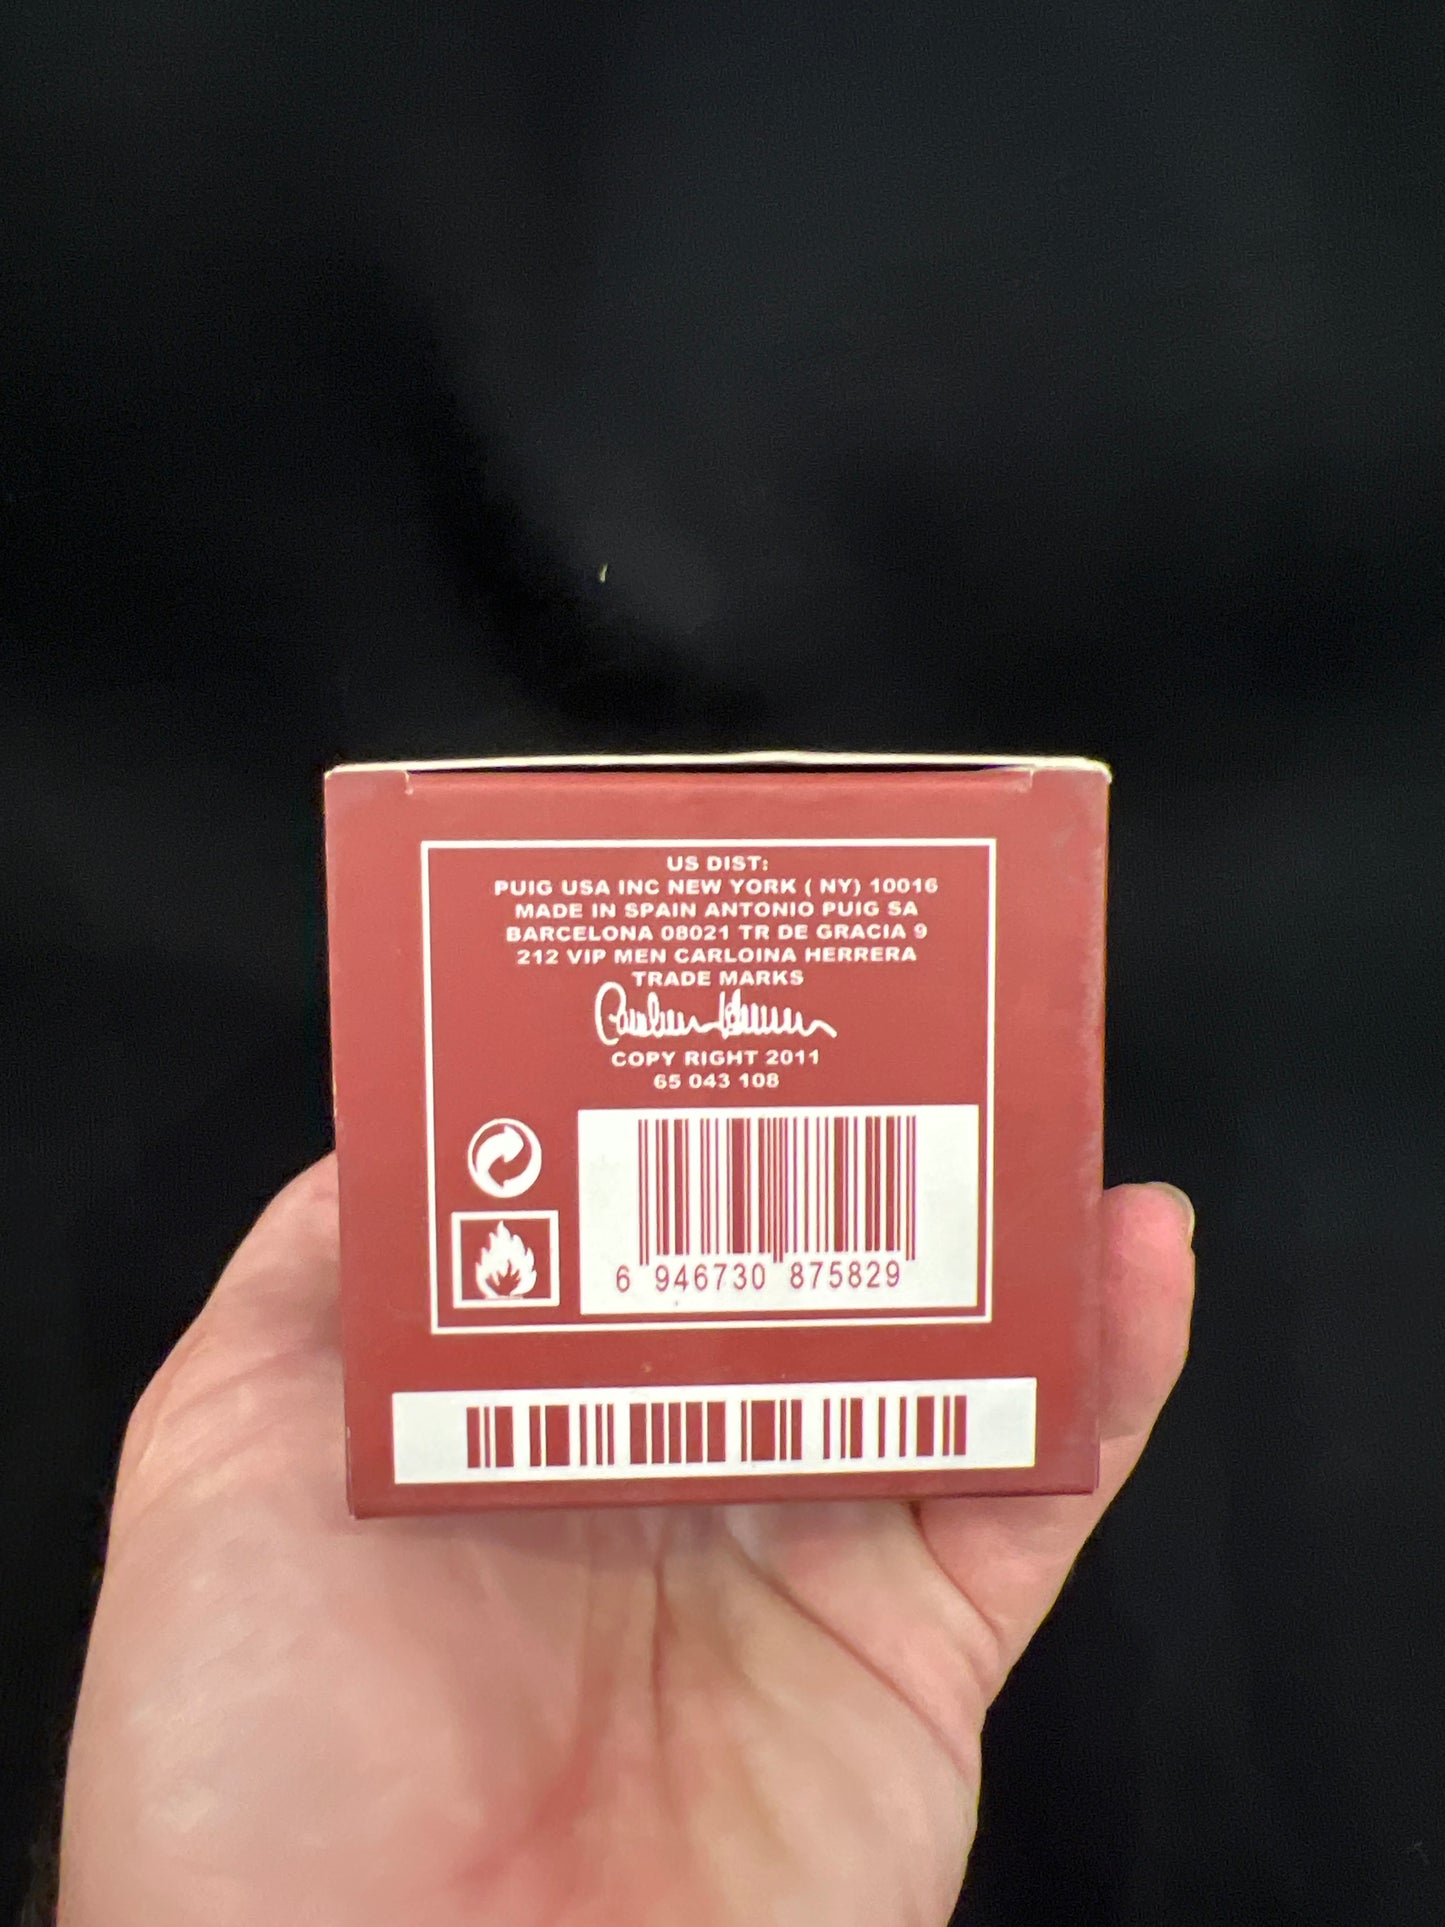 US DIST:
PUIG USA INC NEW YORK ( NY) 10016
MADE IN SPAIN ANTONIO PUIG SA
BARCELONA 08021 TR DE GRACIA 9
212 VIP MEN CARLOINA HERRERA
TRADE MARKS
COPY RIGHT 2011
65 043 108
6 946730 875829